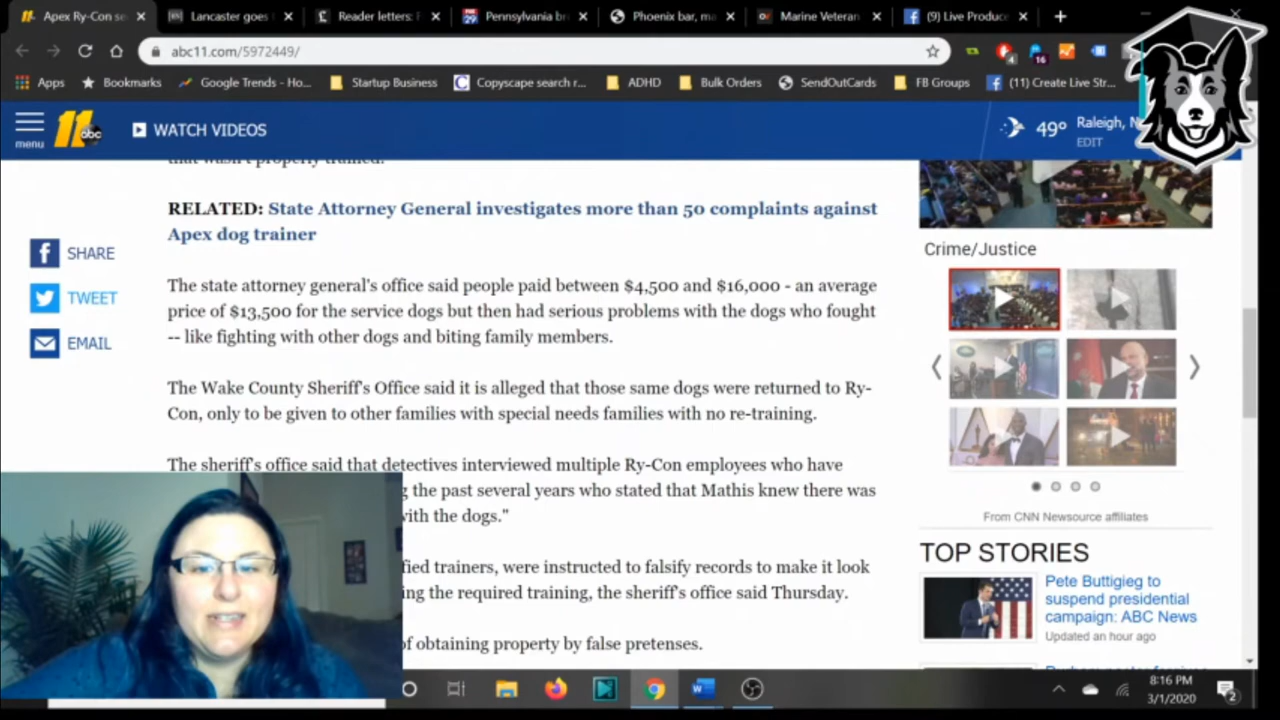 Apex Ry-Con se
Lancaster goes
Reader letters: F
Pennsylvania br
Phoenix bar, m
Marine Veteran
(9) Live Produc
abc11.com/5972449/
4
16
Apps
Bookmarks
Google Trends - Ho...
Startup Business
Copyscape search r...
ADHD
Bulk Orders
SendOutCards
FB Groups
(11) Create Live Str...
menu
11 abc
WATCH VIDEOS
49°
Raleigh, N
EDIT
that wasn't properly trained.
RELATED: State Attorney General investigates more than 50 complaints against
Apex dog trainer
SHARE
TWEET
EMAIL
The state attorney general's office said people paid between $4,500 and $16,000 - an average
price of $13,500 for the service dogs but then had serious problems with the dogs who fought
-- like fighting with other dogs and biting family members.
The Wake County Sheriff's Office said it is alleged that those same dogs were returned to Ry-
Con, only to be given to other families with special needs families with no re-training.
The sheriff's office said that detectives interviewed multiple Ry-Con employees who have
g the past several years who stated that Mathis knew there was
with the dogs."
fied trainers, were instructed to falsify records to make it look
ing the required training, the sheriff's office said Thursday.
of obtaining property by false pretenses.
Crime/Justice
From CNN Newsource affiliates
TOP STORIES
Pete Buttigieg to
suspend presidential
campaign: ABC News
Updated an hour ago
8:16 PM
3/1/2020
2